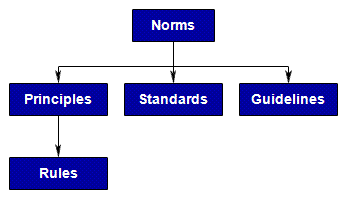 Norms
Principles
Standards
Guidelines
Rules